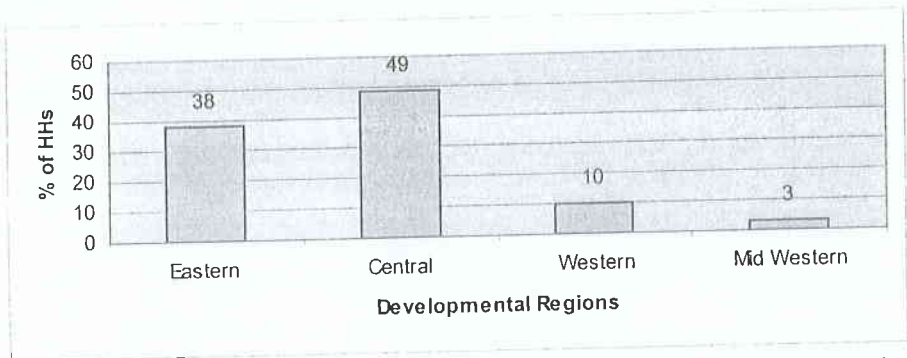 60
50
40
30
20
10
0
% of HHs
38
49
10
3
Eastern
Central
Western
Mid Western
Developmental Regions